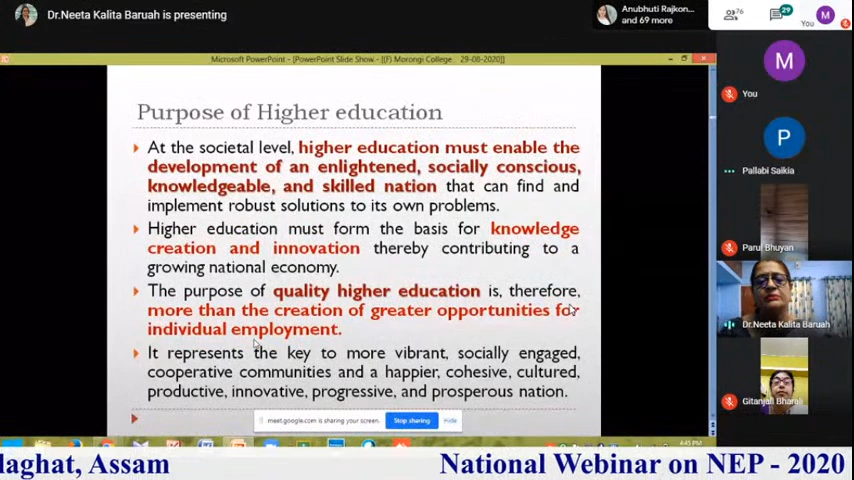 Dr.Neeta Kalita Baruah is presenting
Anubhuti Rajkon...
and 69 more
76
29
You
M
Microsoft PowerPoint - [PowerPoint Slide Show - [(F) Morongi College 29-08-2020]]
Purpose of Higher education
At the societal level, higher education must enable the
development of an enlightened, socially conscious,
knowledgeable, and skilled nation that can find and
implement robust solutions to its own problems.
Higher education must form the basis for knowledge
creation and innovation thereby contributing to a
growing national economy.
The purpose of quality higher education is, therefore,
more than the creation of greater opportunities for
individual employment.
It represents the key to more vibrant, socially engaged,
cooperative communities and a happier, cohesive, cultured,
productive, innovative, progressive, and prosperous nation.
meet.google.com is sharing your screen.
Stop sharing
Hide
4:45 PM
M
You
P
Pallabi Saikia
Parul Bhuyan
Dr.Neeta Kalita Baruah
Gitanjali Bharali
laghat, Assam
National Webinar on NEP - 2020